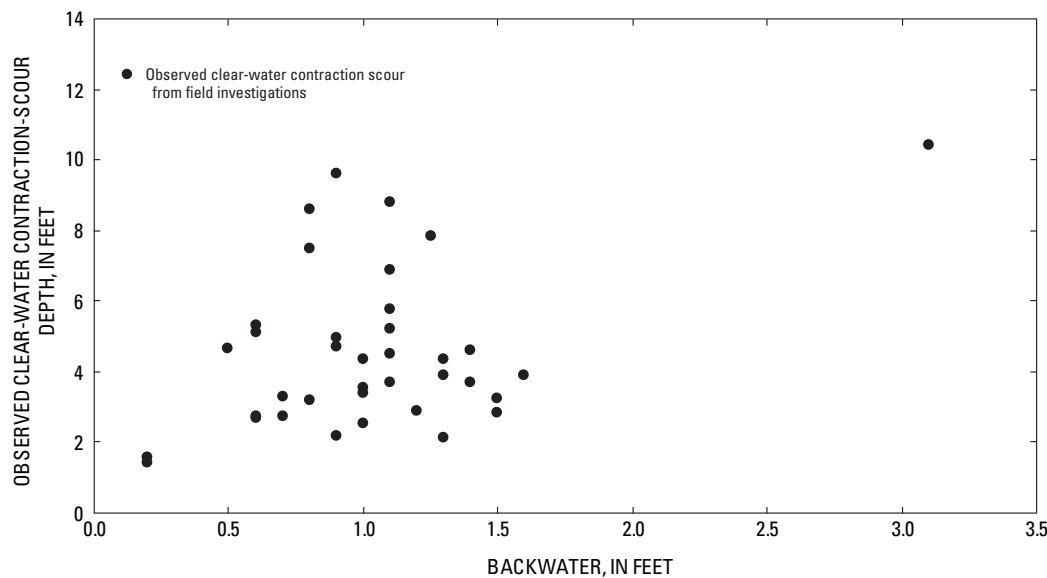 14
12
10
8
6
4
2
0
OBSERVED CLEAR-WATER CONTRACTION-SCOUR
DEPTH, IN FEET
Observed clear-water contraction scour
from field investigations
0.0 0.5 1.0 1.5 2.0 2.5 3.0 3.5
BACKWATER, IN FEET